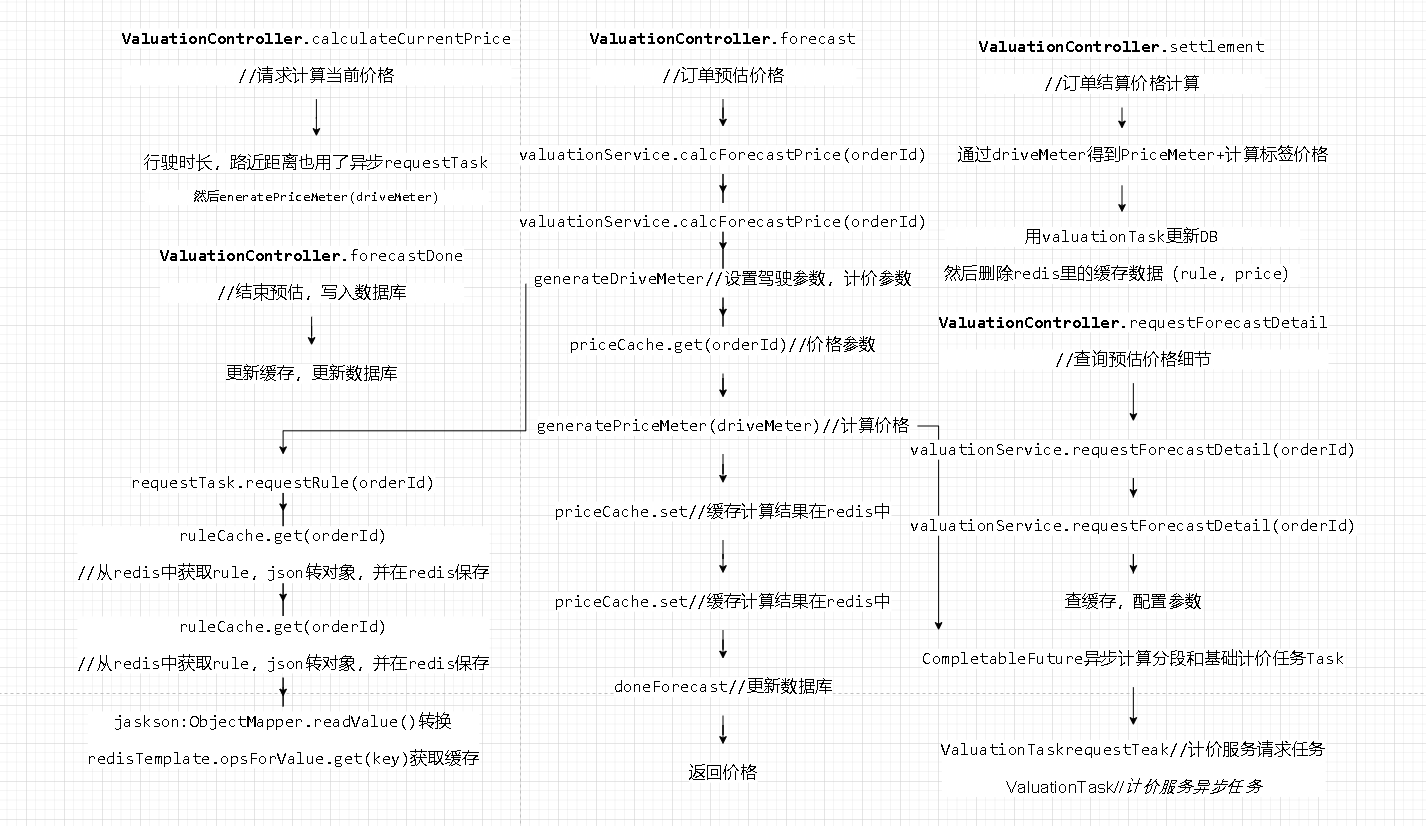 ValuationController.calculateCurrentPrice
//请求计算当前价格
行驶时长，路近距离也用了异步requestTask
然后eneratePriceMeter(driveMeter)
ValuationController.forecastDone
//结束预估，写入数据库
更新缓存，更新数据库
requestTask.requestRule(orderId)
ruleCache.get(orderId)
//从redis中获取rule，json转对象，并在redis保存
ruleCache.get(orderId)
//从redis中获取rule，json转对象，并在redis保存
jaskson:ObjectMapper.readValue()转换
redisTemplate.opsForValue.get(key)获取缓存
ValuationController.forecast
//订单预估价格
valuationService.calcForecastPrice(orderId)
valuationService.calcForecastPrice(orderId)
generateDriveMeter//设置驾驶参数，计价参数
priceCache.get(orderId)//价格参数
generatePriceMeter(driveMeter)//计算价格
priceCache.set//缓存计算结果在redis中
priceCache.set//缓存计算结果在redis中
doneForecast//更新数据库
返回价格
ValuationController.settlement
//订单结算价格计算
通过driveMeter得到PriceMeter+计算标签价格
用valuationTask更新DB
然后删除redis里的缓存数据（rule，price）
ValuationController.requestForecastDetail
//查询预估价格细节
valuationService.requestForecastDetail(orderId)
valuationService.requestForecastDetail(orderId)
查缓存，配置参数
CompletableFuture异步计算分段和基础计价任务Task
ValuationTaskrequestTeak//计价服务请求任务
ValuationTask//计价服务异步任务